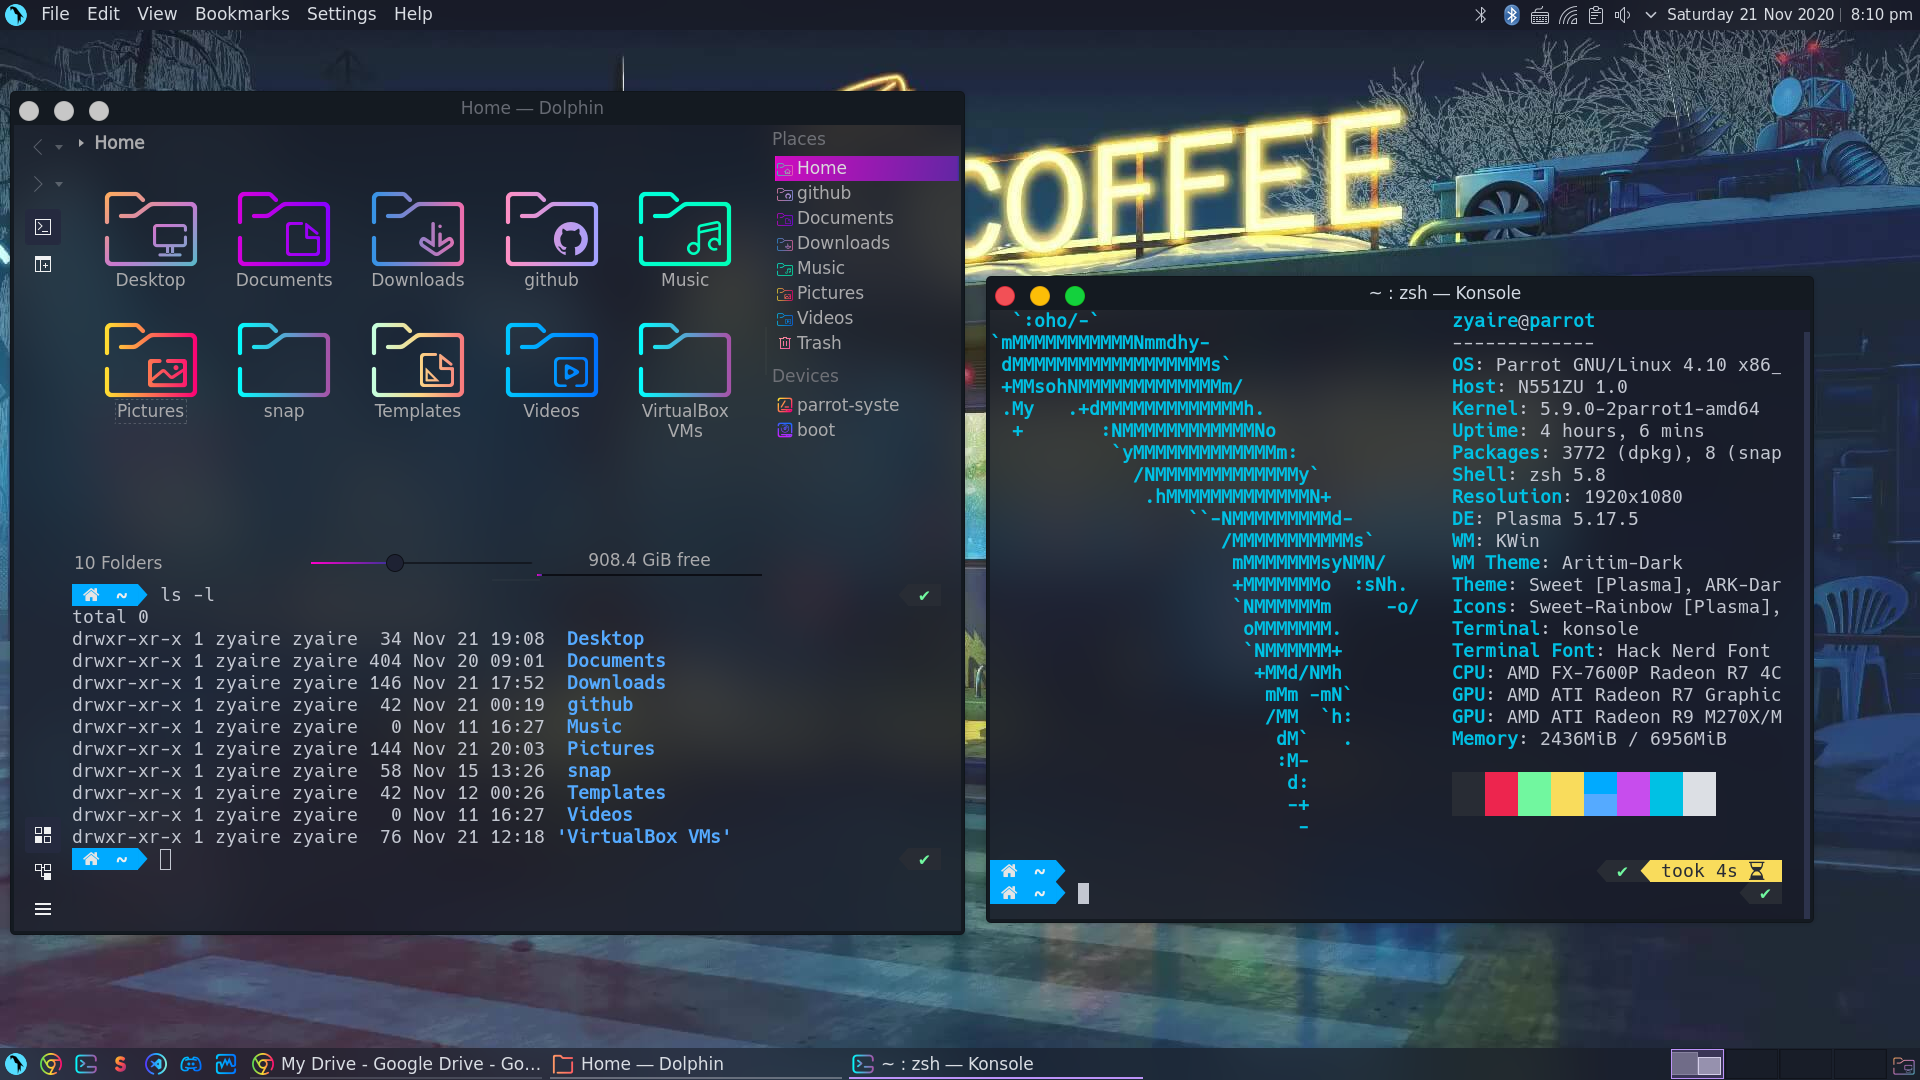 File Edit View Bookmarks Settings Help
Saturday 21 Nov 2020 8:10 pm
COFFEE
Home — Dolphin
Home
Desktop Documents Downloads github Music
Pictures snap Templates Videos VirtualBox VMs
Places
Home
github
Documents
Downloads
Music
Pictures
Videos
Trash
Devices
parrot-syste
boot
10 Folders
908.4 GiB free
~ ls -l ✔
total 0
drwxr-xr-x 1 zyaire zyaire  34 Nov 21 19:08  Desktop
drwxr-xr-x 1 zyaire zyaire 404 Nov 20 09:01  Documents
drwxr-xr-x 1 zyaire zyaire 146 Nov 21 17:52  Downloads
drwxr-xr-x 1 zyaire zyaire  42 Nov 21 00:19  github
drwxr-xr-x 1 zyaire zyaire   0 Nov 11 16:27  Music
drwxr-xr-x 1 zyaire zyaire 144 Nov 21 20:03  Pictures
drwxr-xr-x 1 zyaire zyaire  58 Nov 15 13:26  snap
drwxr-xr-x 1 zyaire zyaire  42 Nov 12 00:26  Templates
drwxr-xr-x 1 zyaire zyaire   0 Nov 11 16:27  Videos
drwxr-xr-x 1 zyaire zyaire  76 Nov 21 12:18 'VirtualBox VMs'
~ ✔
~ : zsh — Konsole
  `:oho/-`
`mMMMMMMMMMMMNmmdhy-
 dMMMMMMMMMMMMMMMMMMs`
 +MMsohNMMMMMMMMMMMMMm/
 .My   .+dMMMMMMMMMMMMMh.
  +       :NMMMMMMMMMMMMNo
           `yMMMMMMMMMMMMMm:
             /NMMMMMMMMMMMMMy`
              .hMMMMMMMMMMMMMN+
                  ``-NMMMMMMMMMd-
                     /MMMMMMMMMMMs`
                      mMMMMMMMsyNMN/
                      +MMMMMMMo  :sNh.
                      `NMMMMMMm     -o/
                       oMMMMMMM.
                       `NMMMMMM+
                        +MMd/NMh
                         mMm -mN`
                         /MM  `h:
                          dM`   .
                          :M-
                           d:
                           -+
                            -
zyaire@parrot
-------------
OS: Parrot GNU/Linux 4.10 x86_
Host: N551ZU 1.0
Kernel: 5.9.0-2parrot1-amd64
Uptime: 4 hours, 6 mins
Packages: 3772 (dpkg), 8 (snap
Shell: zsh 5.8
Resolution: 1920x1080
DE: Plasma 5.17.5
WM: KWin
WM Theme: Aritim-Dark
Theme: Sweet [Plasma], ARK-Dar
Icons: Sweet-Rainbow [Plasma],
Terminal: konsole
Terminal Font: Hack Nerd Font
CPU: AMD FX-7600P Radeon R7 4C
GPU: AMD ATI Radeon R7 Graphic
GPU: AMD ATI Radeon R9 M270X/M
Memory: 2436MiB / 6956MiB
~ ✔ took 4s
~ ✔
My Drive - Google Drive - Go... Home — Dolphin ~ : zsh — Konsole